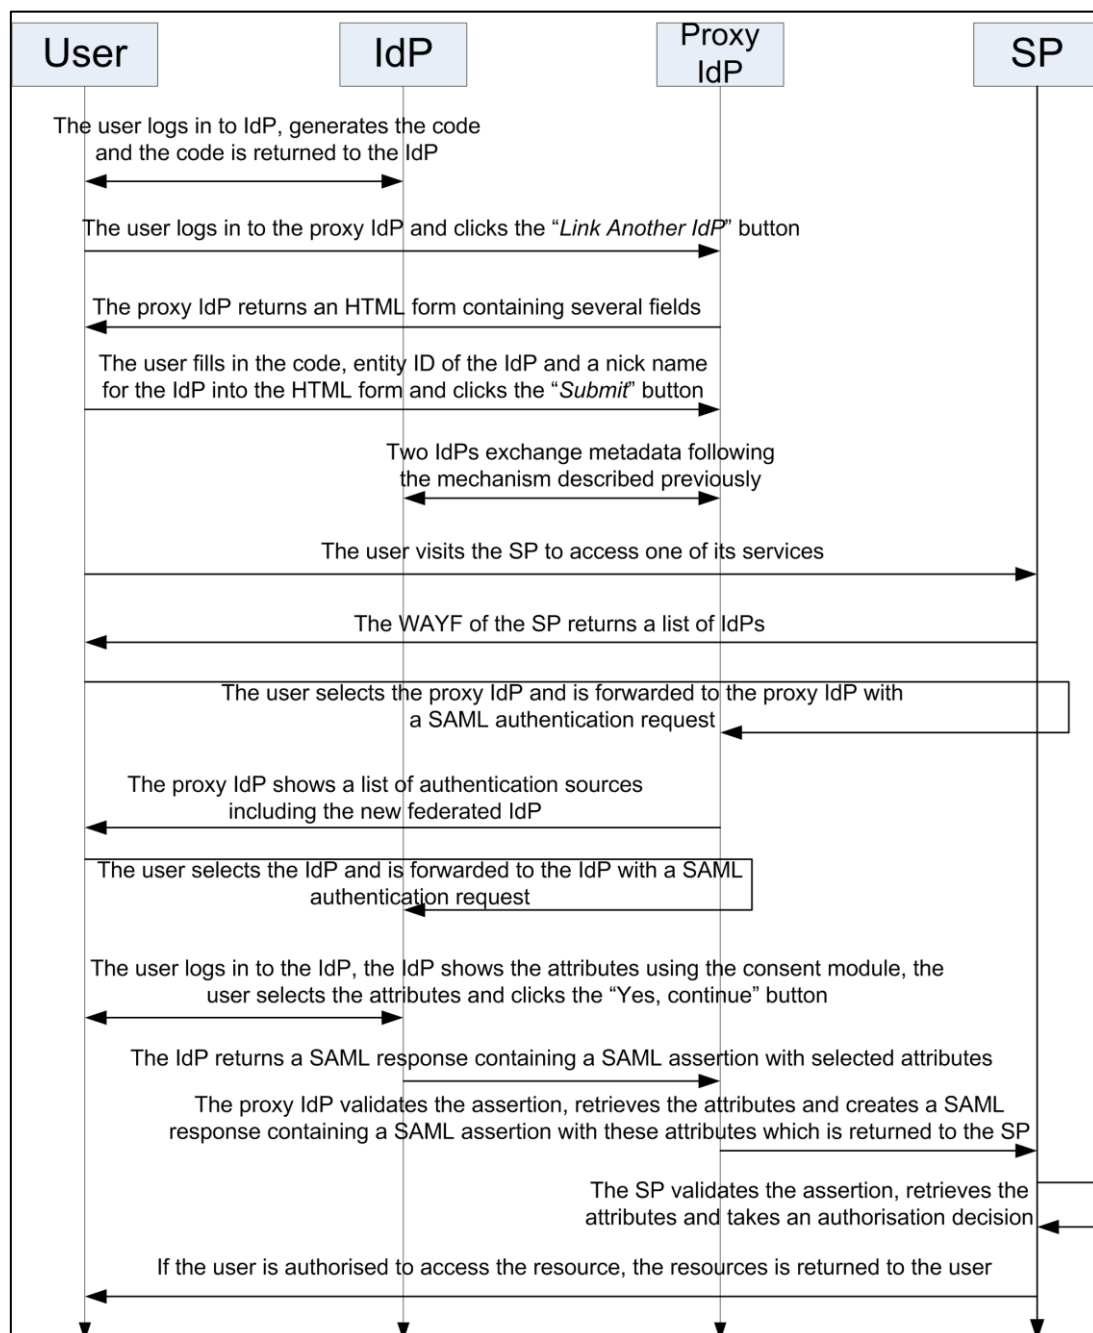 User
IdP
Proxy
IdP
SP
The user logs in to IdP, generates the code
and the code is returned to the IdP
The user logs in to the proxy IdP and clicks the “Link Another IdP” button
The proxy IdP returns an HTML form containing several fields
The user fills in the code, entity ID of the IdP and a nick name
for the IdP into the HTML form and clicks the “Submit” button
Two IdPs exchange metadata following
the mechanism described previously
The user visits the SP to access one of its services
The WAYF of the SP returns a list of IdPs
The user selects the proxy IdP and is forwarded to the proxy IdP with
a SAML authentication request
The proxy IdP shows a list of authentication sources
including the new federated IdP
The user selects the IdP and is forwarded to the IdP with a SAML
authentication request
The user logs in to the IdP, the IdP shows the attributes using the consent module, the
user selects the attributes and clicks the “Yes, continue” button
The IdP returns a SAML response containing a SAML assertion with selected attributes
The proxy IdP validates the assertion, retrieves the attributes and creates a SAML
response containing a SAML assertion with these attributes which is returned to the SP
The SP validates the assertion, retrieves the
attributes and takes an authorisation decision
If the user is authorised to access the resource, the resources is returned to the user